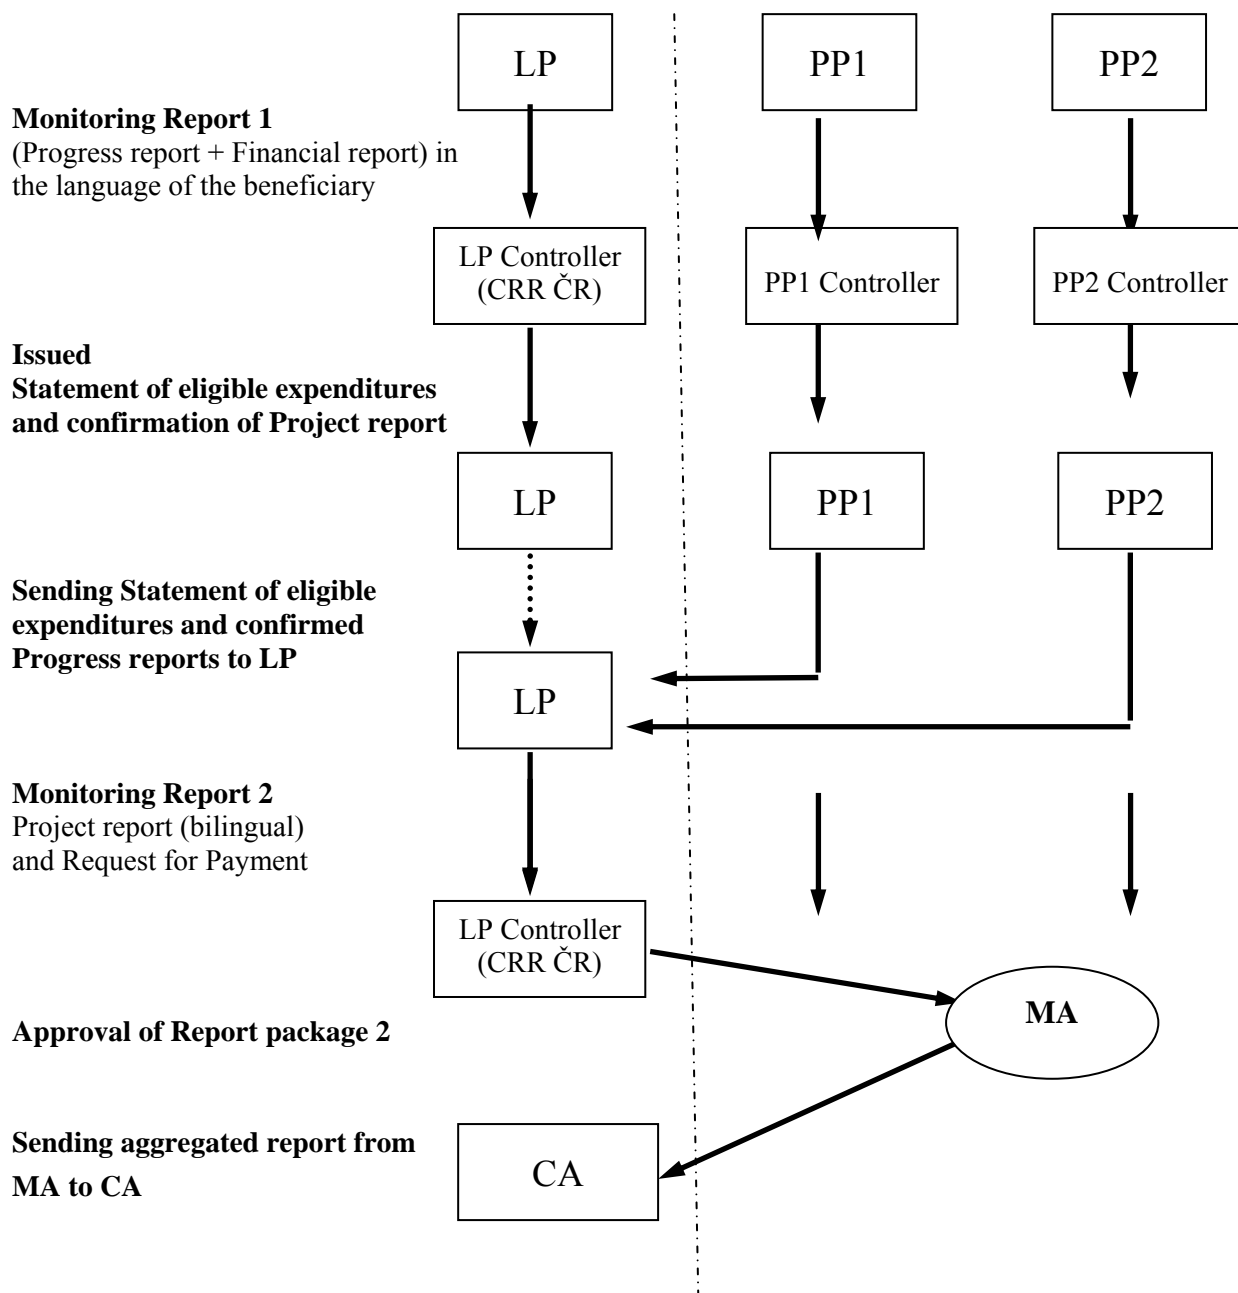 LP
PP1
PP2
Monitoring Report 1
(Progress report + Financial report) in
the language of the beneficiary
LP Controller
(CRR ČR)
PP1 Controller
PP2 Controller
Issued
Statement of eligible expenditures
and confirmation of Project report
LP
PP1
PP2
Sending Statement of eligible
expenditures and confirmed
Progress reports to LP
LP
Monitoring Report 2
Project report (bilingual)
and Request for Payment
LP Controller
(CRR ČR)
MA
Approval of Report package 2
Sending aggregated report from
MA to CA
CA